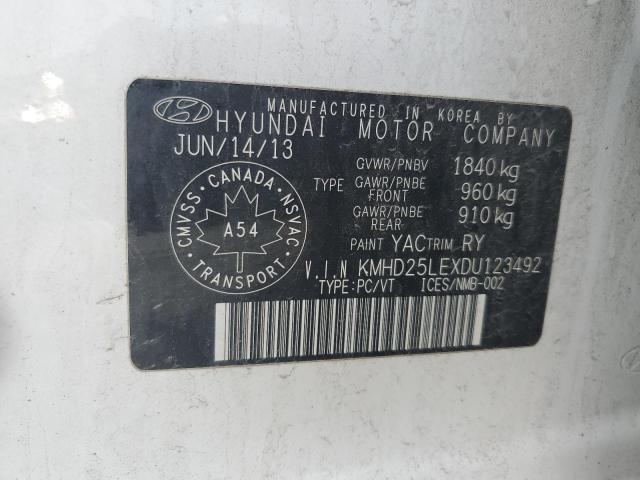 MANUFACTURED IN KOREA BY
HYUNDAI MOTOR COMPANY
JUN/14/13
GVWR/PNBV 1840 kg
TYPE GAWR/PNBE FRONT 960 kg
GAWR/PNBE REAR 910 kg
PAINT YAC TRIM RY
V.I.N KMHD25LEXDU123492
TYPE:PC/VT ICES/NMB-002
CANADA
CMVSS · NSVAC
A54
TRANSPORT